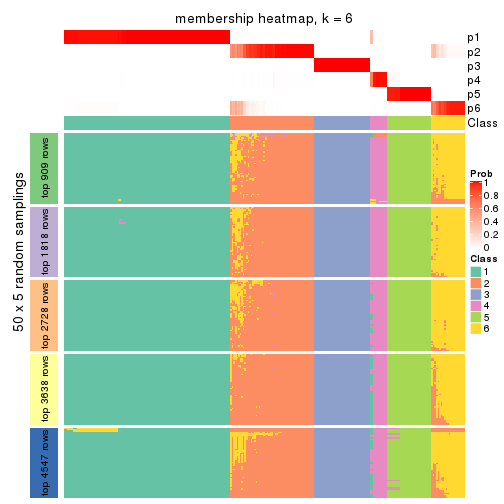 membership heatmap, k = 6
p1
p2
p3
p4
p5
p6
Class
50 x 5 random samplings
top 909 rows
top 1818 rows
top 2728 rows
top 3638 rows
top 4547 rows
Prob
1
0.8
0.6
0.4
0.2
0
Class
1
2
3
4
5
6